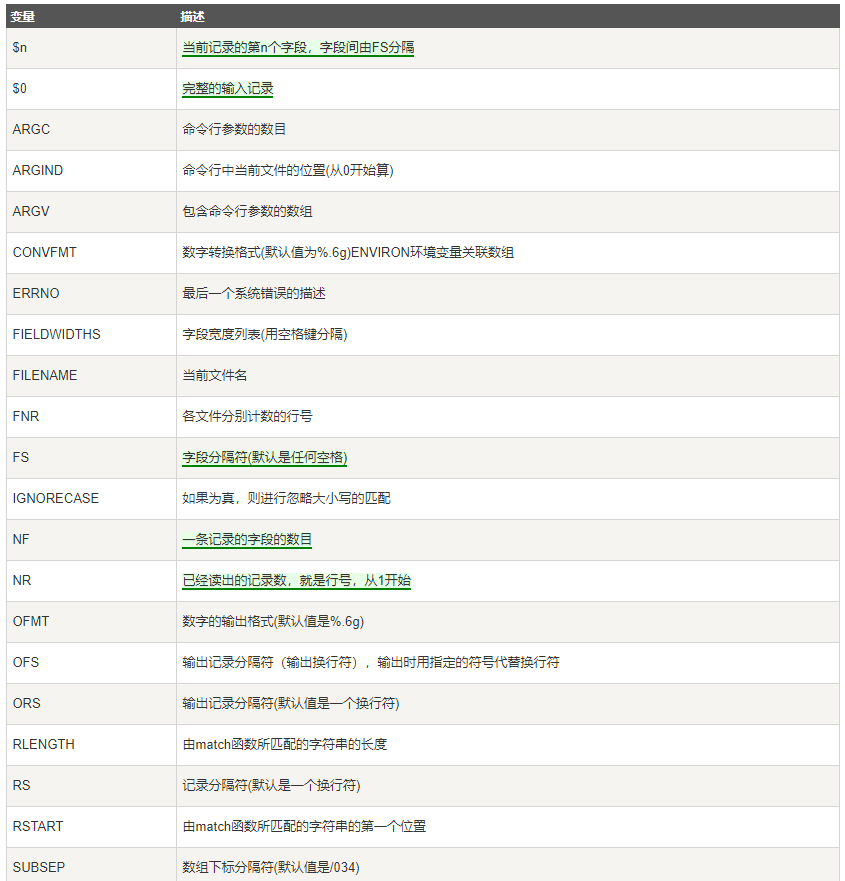 变量 描述
$n 当前记录的第n个字段，字段间由FS分隔
$0 完整的输入记录
ARGC 命令行参数的数目
ARGIND 命令行中当前文件的位置(从0开始算)
ARGV 包含命令行参数的数组
CONVFMT 数字转换格式(默认值为%.6g)ENVIRON环境变量关联数组
ERRNO 最后一个系统错误的描述
FIELDWIDTHS 字段宽度列表(用空格键分隔)
FILENAME 当前文件名
FNR 各文件分别计数的行号
FS 字段分隔符(默认是任何空格)
IGNORECASE 如果为真，则进行忽略大小写的匹配
NF 一条记录的字段的数目
NR 已经读出的记录数，就是行号，从1开始
OFMT 数字的输出格式(默认值是%.6g)
OFS 输出记录分隔符（输出换行符），输出时用指定的符号代替换行符
ORS 输出记录分隔符(默认值是一个换行符)
RLENGTH 由match函数所匹配的字符串的长度
RS 记录分隔符(默认是一个换行符)
RSTART 由match函数所匹配的字符串的第一个位置
SUBSEP 数组下标分隔符(默认值是/034)